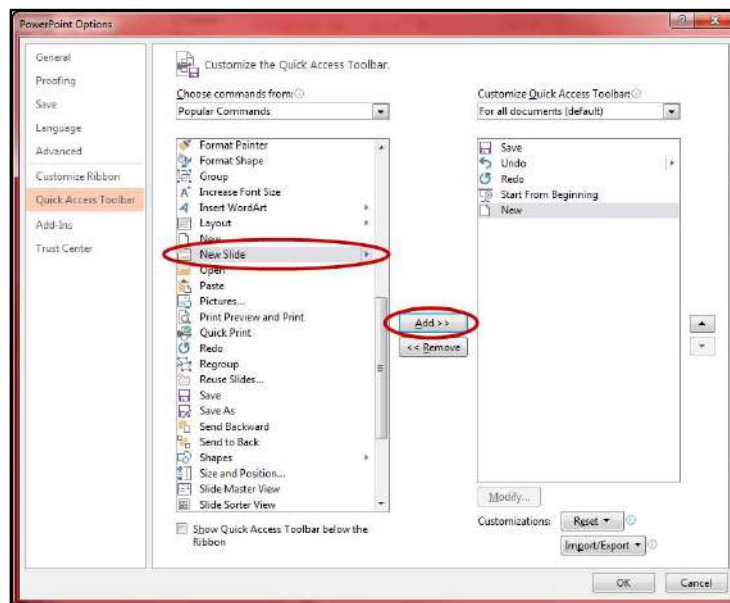 PowerPoint Options
General
Proofing
Save
Language
Advanced
Customize Ribbon
Quick Access Toolbar
Add-Ins
Trust Center
Customize the Quick Access Toolbar.
Choose commands from:
Popular Commands
Format Painter
Format Shape
Group
Increase Font Size
Insert WordArt
Layout
New
New Slide
Open
Paste
Pictures...
Print Preview and Print
Quick Print
Redo
Regroup
Reuse Slides...
Save
Save As
Send Backward
Send to Back
Shapes
Size and Position...
Slide Master View
Slide Sorter View
Show Quick Access Toolbar below the
Ribbon
Add >>
<< Remove
Customize Quick Access Toolbar:
For all documents (default)
Save
Undo
Redo
Start From Beginning
New
Modify...
Customizations:
Reset
Import/Export
OK
Cancel